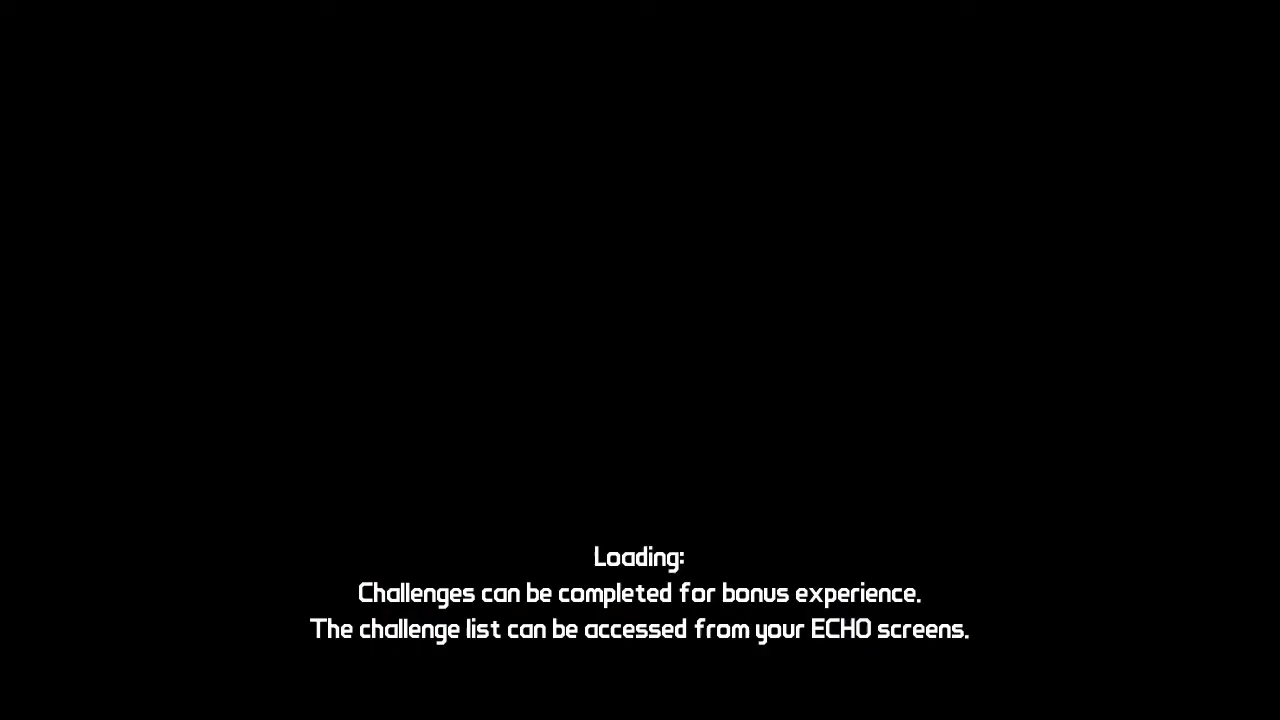 Loading:
Challenges can be completed for bonus experience.
The challenge list can be accessed from your ECHO screens.